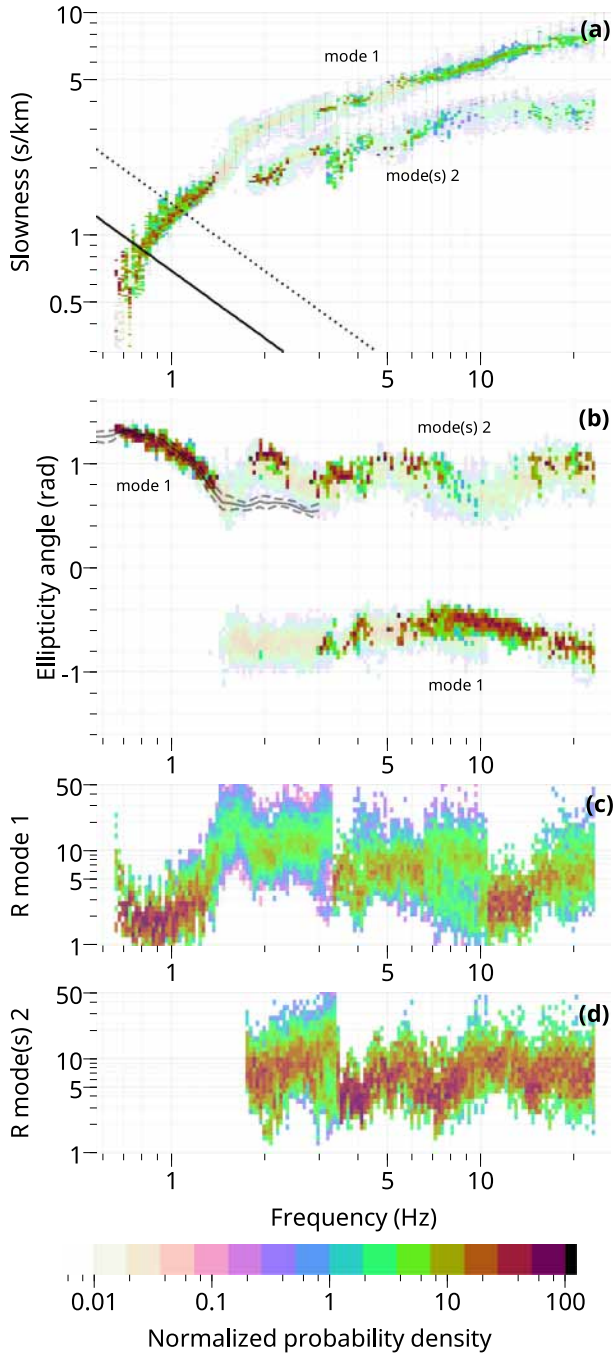 10
(a)
mode 1
5
Slowness (s/km)
mode(s) 2
1
0.5
1
5
10
(b)
mode(s) 2
1
mode 1
Ellipticity angle (rad)
0
-1
mode 1
1
5
10
50
(c)
R mode 1
10
5
1
1
5
10
50
(d)
R mode(s) 2
10
5
1
1
5
10
Frequency (Hz)
0.01 0.1 1 10 100
Normalized probability density